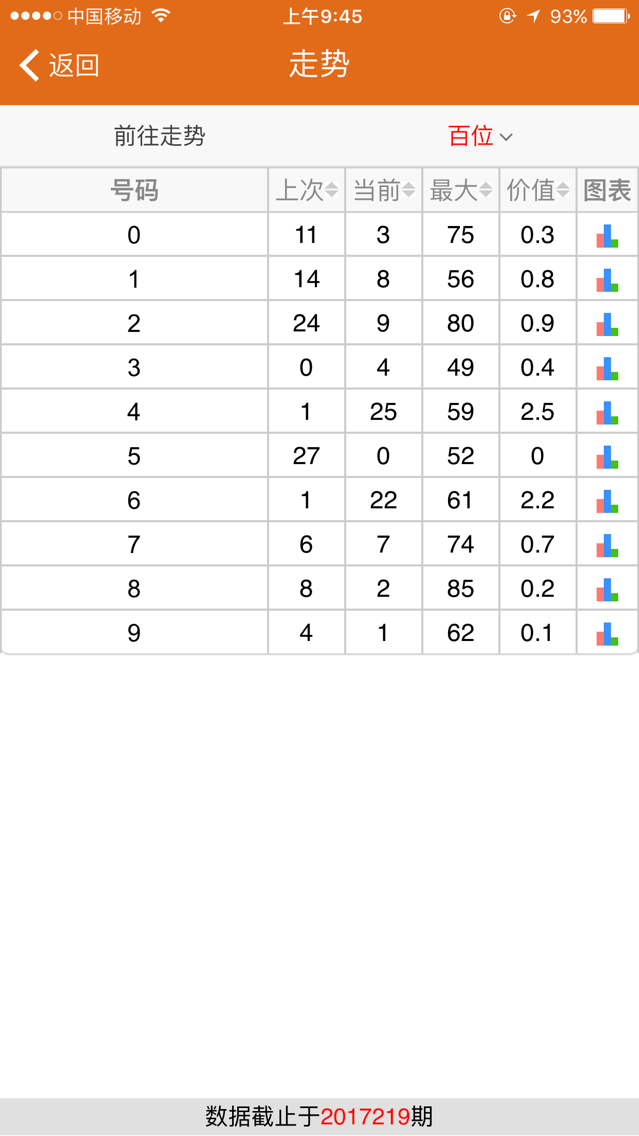 中国移动 上午9:45 93%
返回 走势
前往走势 百位
号码 上次 当前 最大 价值 图表
0 11 3 75 0.3
1 14 8 56 0.8
2 24 9 80 0.9
3 0 4 49 0.4
4 1 25 59 2.5
5 27 0 52 0
6 1 22 61 2.2
7 6 7 74 0.7
8 8 2 85 0.2
9 4 1 62 0.1
数据截止于2017219期